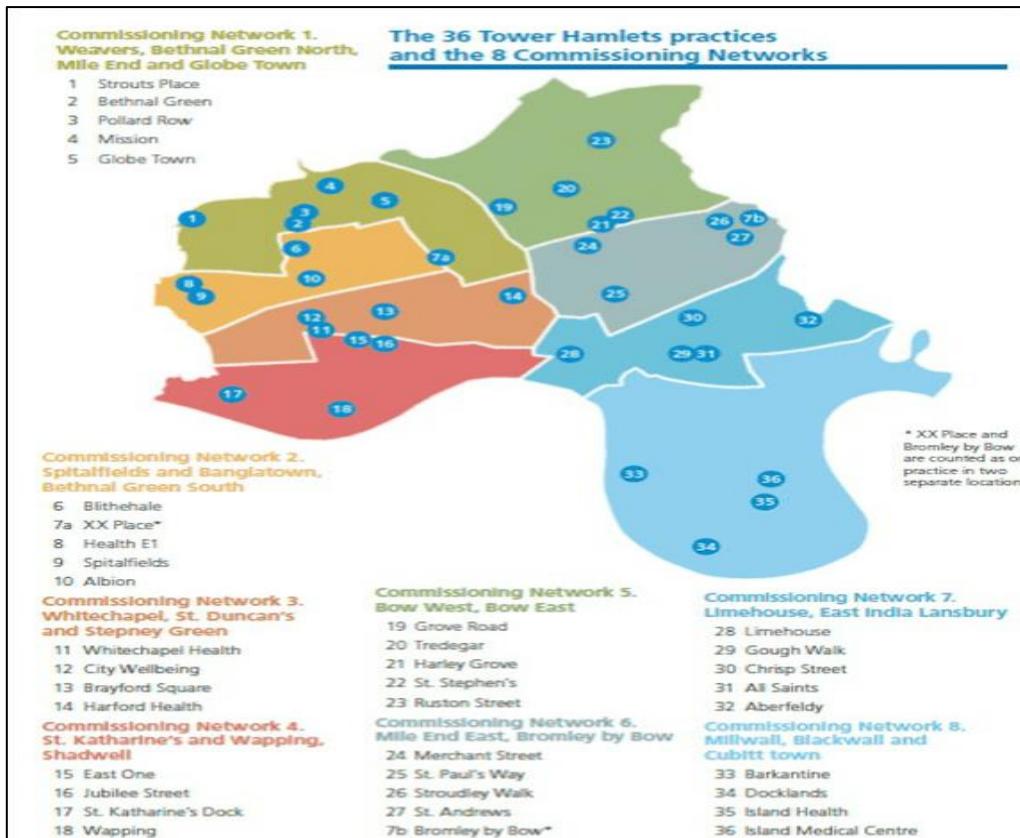 Commissioning Network 1.
Weavers, Bethnal Green North,
Mile End and Globe Town
1 Strouts Place
2 Bethnal Green
3 Pollard Row
4 Mission
5 Globe Town
The 36 Tower Hamlets practices
and the 8 Commissioning Networks
23
20
19
22
21
24
26
7b
27
25
4
5
1
3
2
6
7a
8
10
9
14
13
12
11
15
16
30
32
28
29
31
17
18
33
36
35
34
* XX Place and
Bromley by Bow
are counted as on
practice in two
separate location
Commissioning Network 2.
Spitalfields and Banglatown,
Bethnal Green South
6 Blithehale
7a XX Place*
8 Health E1
9 Spitalfields
10 Albion
Commissioning Network 3.
Whitechapel, St. Duncan's
and Stepney Green
11 Whitechapel Health
12 City Wellbeing
13 Brayford Square
14 Harford Health
Commissioning Network 4.
St. Katharine's and Wapping,
Shadwell
15 East One
16 Jubilee Street
17 St. Katharine's Dock
18 Wapping
Commissioning Network 5.
Bow West, Bow East
19 Grove Road
20 Tredegar
21 Harley Grove
22 St. Stephen's
23 Ruston Street
Commissioning Network 6.
Mile End East, Bromley by Bow
24 Merchant Street
25 St. Paul's Way
26 Stroudley Walk
27 St. Andrews
7b Bromley by Bow*
Commissioning Network 7.
Limehouse, East India Lansbury
28 Limehouse
29 Gough Walk
30 Chrisp Street
31 All Saints
32 Aberfeldy
Commissioning Network 8.
Millwall, Blackwall and
Cubitt town
33 Barkantine
34 Docklands
35 Island Health
36 Island Medical Centre